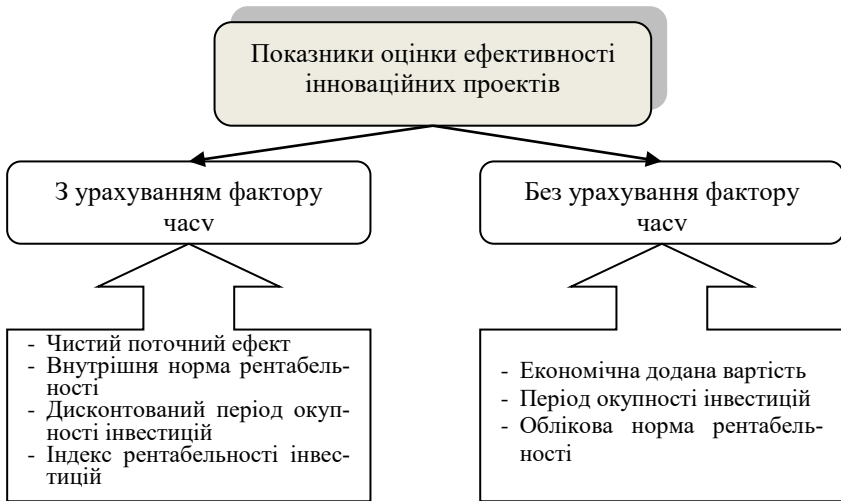 Показники оцінки ефективності
інноваційних проектів
З урахуванням фактору
часу
Без урахування фактору
часу
- Чистий поточний ефект
- Внутрішня норма рентабель-
ності
- Дисконтований період окуп-
ності інвестицій
- Індекс рентабельності інвес-
тицій
- Економічна додана вартість
- Період окупності інвестицій
- Облікова норма рентабель-
ності